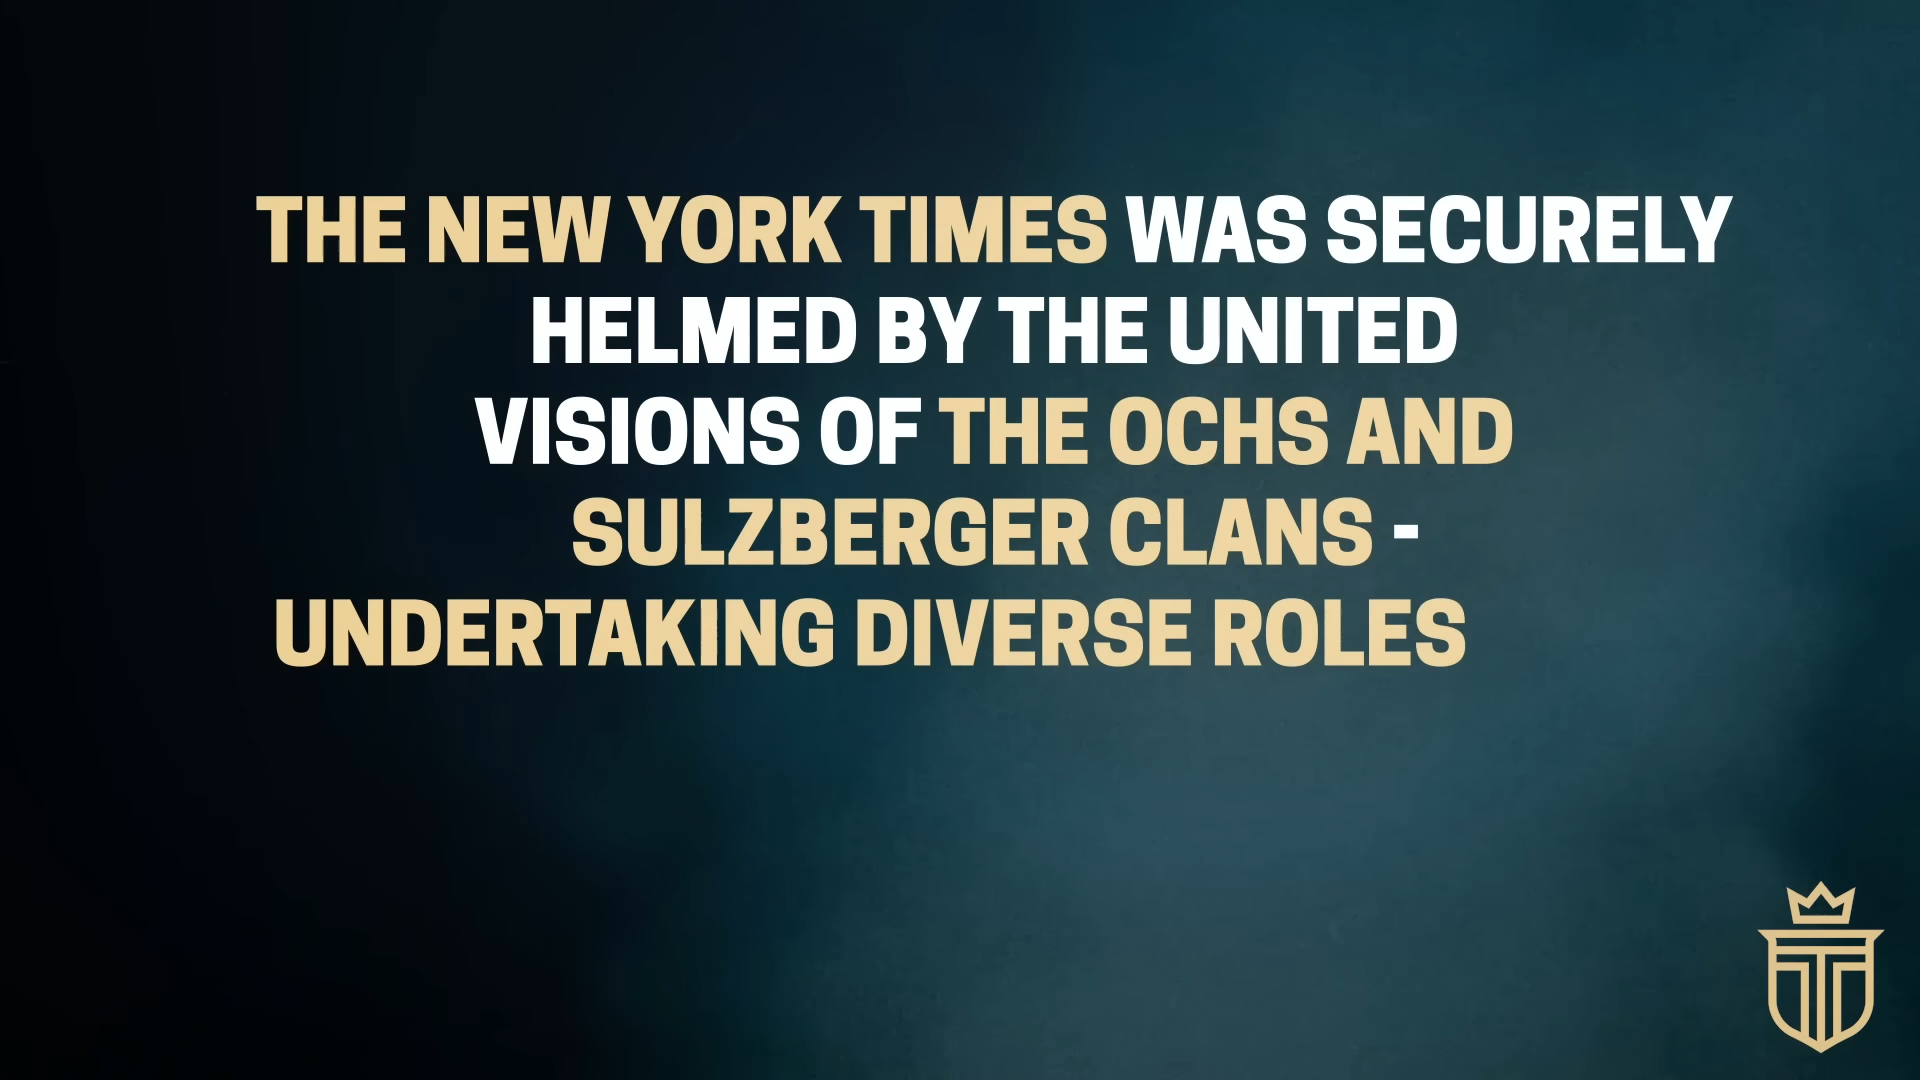 THE NEW YORK TIMES WAS SECURELY
HELMED BY THE UNITED
VISIONS OF THE OCHS AND
SULZBERGER CLANS -
UNDERTAKING DIVERSE ROLES